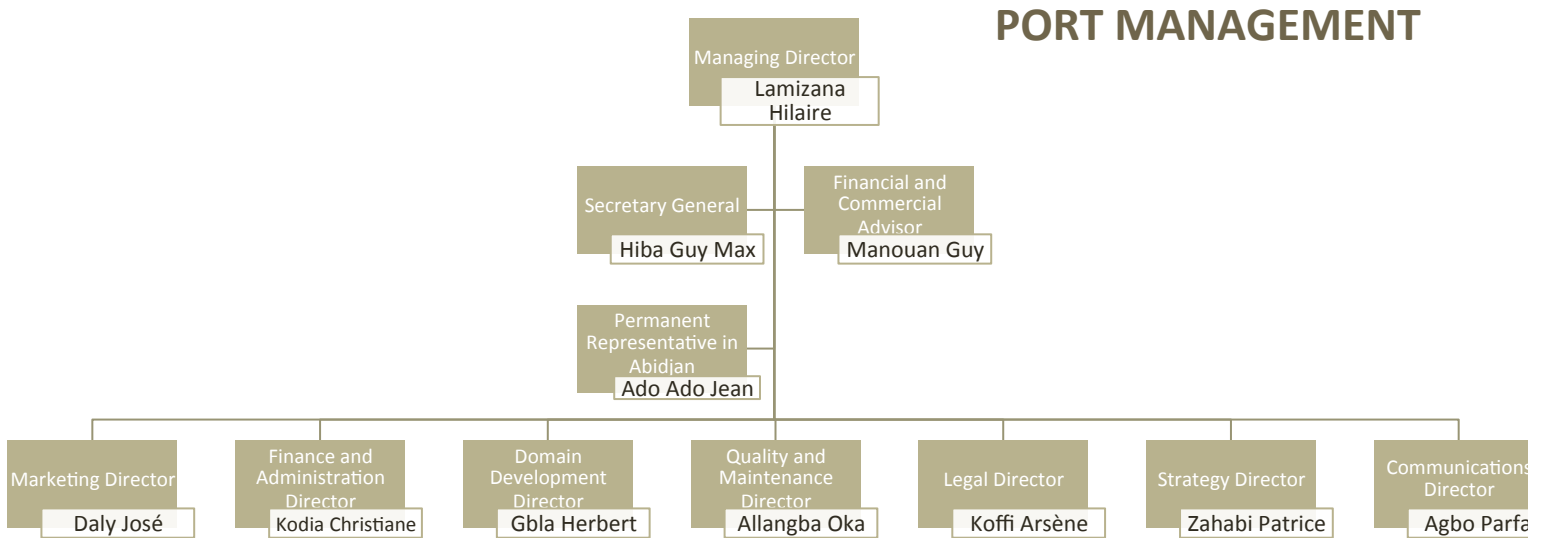 PORT MANAGEMENT
Managing Director
Lamizana
Hilaire
Secretary General
Hiba Guy Max
Financial and
Commercial
Advisor
Manouan Guy
Permanent
Representative in
Abidjan
Ado Ado Jean
Marketing Director
Daly José
Finance and
Administration
Director
Kodia Christiane
Domain
Development
Director
Gbla Herbert
Quality and
Maintenance
Director
Allangba Oka
Legal Director
Koffi Arsène
Strategy Director
Zahabi Patrice
Communications
Director
Agbo